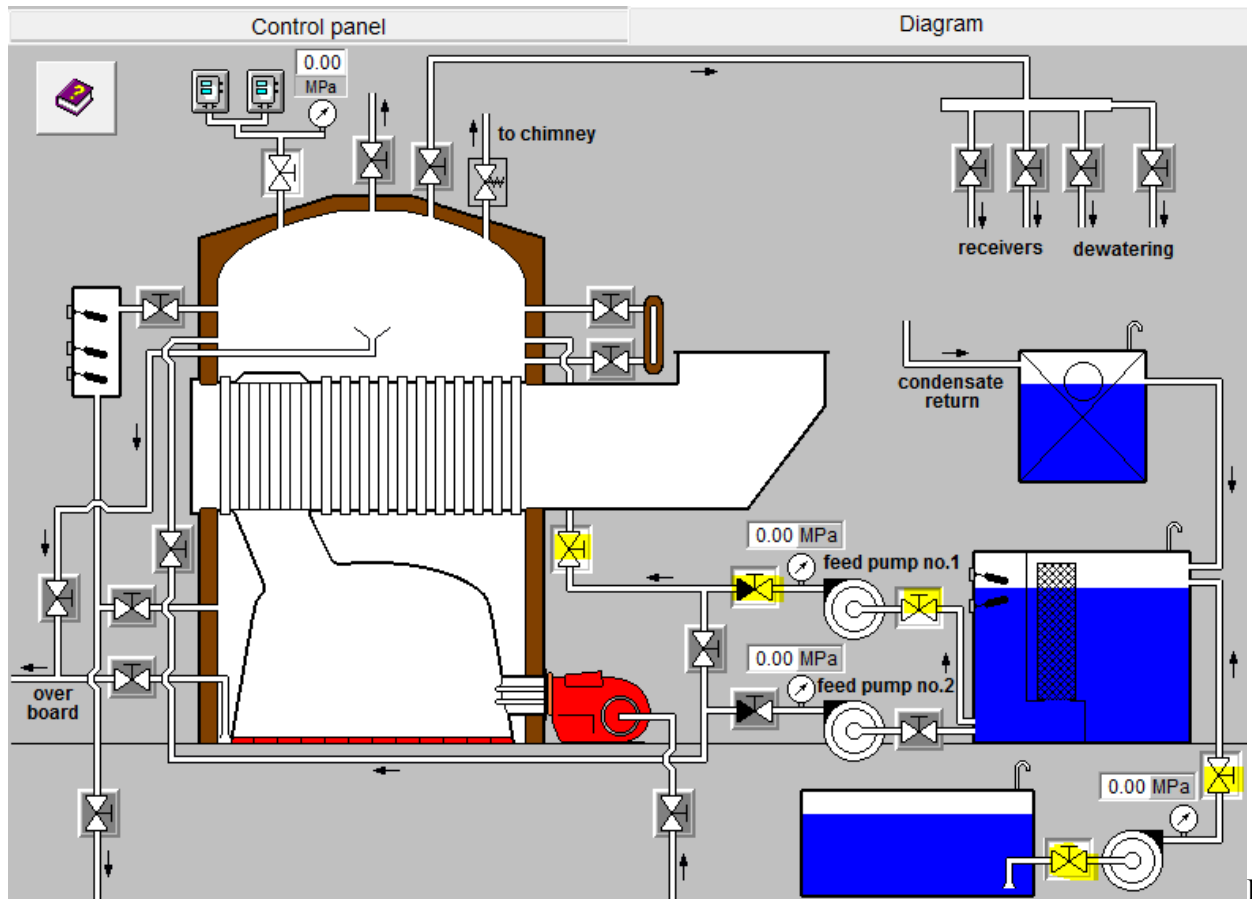 Control panel
Diagram
?
0.00
MPa
to chimney
receivers
dewatering
condensate
return
0.00 MPa
feed pump no.1
0.00 MPa
feed pump no.2
over
board
0.00 MPa